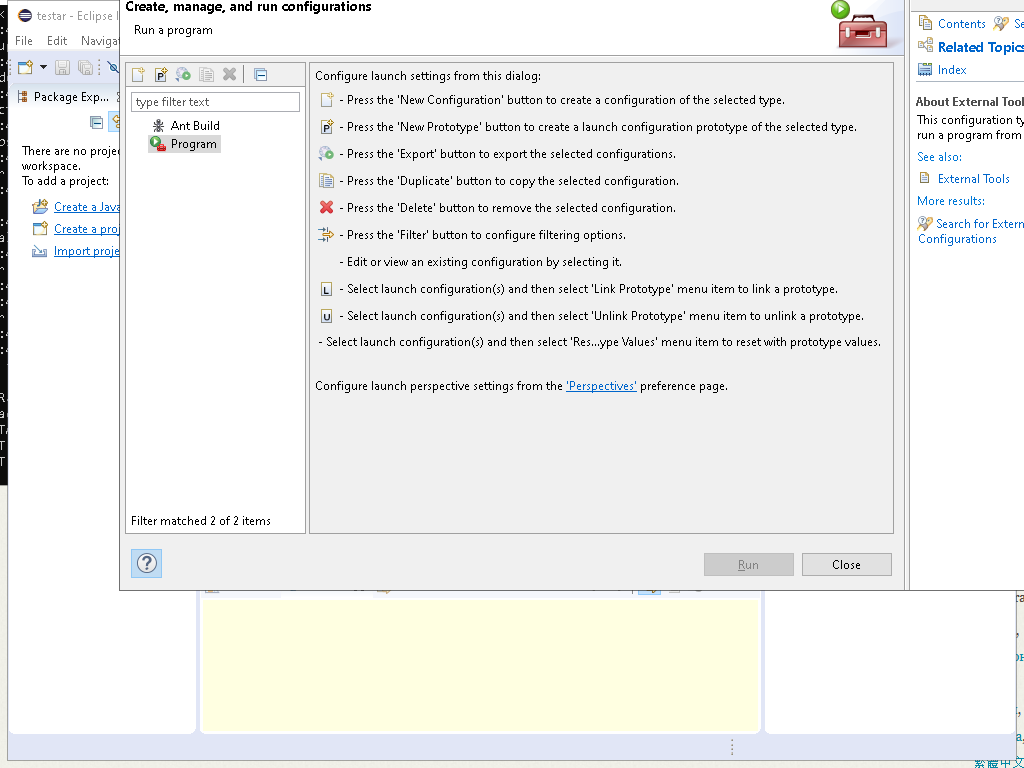 testar - Eclipse
File Edit Naviga
Package Exp...
There are no proje
workspace.
To add a project:
Create a Java
Create a proj
Import proje
Create, manage, and run configurations
Run a program
type filter text
Ant Build
Program
Filter matched 2 of 2 items
Configure launch settings from this dialog:
- Press the 'New Configuration' button to create a configuration of the selected type.
- Press the 'New Prototype' button to create a launch configuration prototype of the selected type.
- Press the 'Export' button to export the selected configurations.
- Press the 'Duplicate' button to copy the selected configuration.
- Press the 'Delete' button to remove the selected configuration.
- Press the 'Filter' button to configure filtering options.
- Edit or view an existing configuration by selecting it.
- Select launch configuration(s) and then select 'Link Prototype' menu item to link a prototype.
- Select launch configuration(s) and then select 'Unlink Prototype' menu item to unlink a prototype.
- Select launch configuration(s) and then select 'Res...ype Values' menu item to reset with prototype values.
Configure launch perspective settings from the 'Perspectives' preference page.
Run
Close
Contents Se
Related Topics
Index
About External Tool
This configuration ty
run a program from
See also:
External Tools
More results:
Search for Extern
Configurations
繁體中文